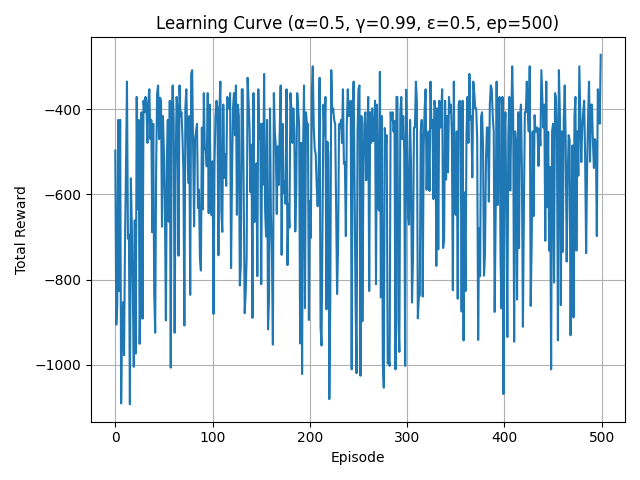 Learning Curve (α=0.5, γ=0.99, ε=0.5, ep=500)
Total Reward
−400
−600
−800
−1000
0 100 200 300 400 500
Episode